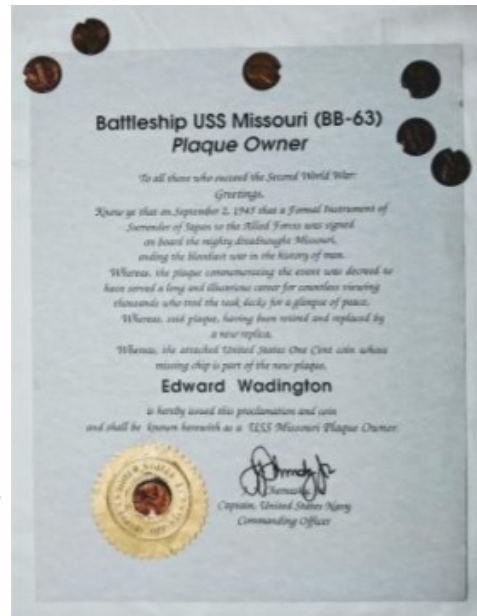 Battleship USS Missouri (BB-63)
Plaque Owner
To all those who succeed the Second World War:
Greetings,
Know ye that on September 2, 1945 that a Formal Instrument of
Surrender of Japan to the Allied Forces was signed
on board the mighty dreadnought Missouri,
ending the bloodiest war in the history of man.
Whereas, the plaque commemorating the event was decreed to
have served a long and illustrious career for countless viewing
thousands who trod the teak decks for a glimpse of peace.
Whereas, said plaque, having been retired and replaced by
a new replica.
Whereas, the attached United States One Cent coin whose
missing chip is part of the new plaque.
Edward Wadington
is hereby issued this proclamation and coin
and shall be known herewith as a USS Missouri Plaque Owner.
Captain, United States Navy
Commanding Officer